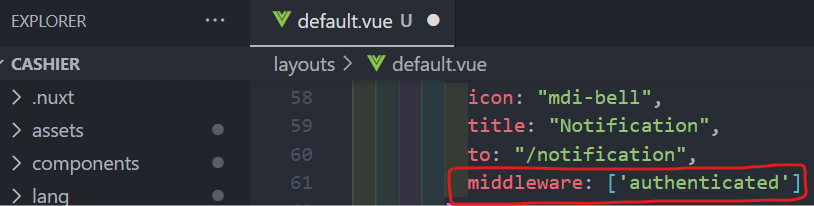 EXPLORER
···
default.vue U
CASHIER
layouts > default.vue
.nuxt
58 icon: "mdi-bell",
assets
59 title: "Notification",
components
60 to: "/notification",
lang
61 middleware: ['authenticated']